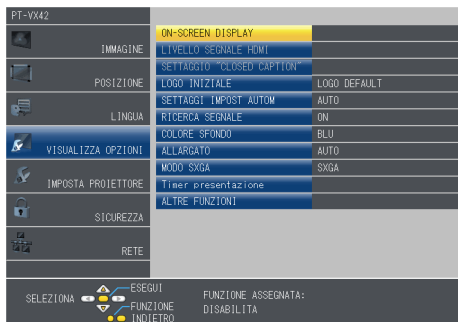 PT-VX42
IMMAGINE
POSIZIONE
LINGUA
VISUALIZZA OPZIONI
IMPOSTA PROIETTORE
SICUREZZA
RETE
ON-SCREEN DISPLAY
LIVELLO SEGNALE HDMI
SETTAGGIO "CLOSED CAPTION"
LOGO INIZIALE LOGO DEFAULT
SETTAGGI IMPOST AUTOM AUTO
RICERCA SEGNALE ON
COLORE SFONDO BLU
ALLARGATO AUTO
MODO SXGA SXGA
Timer presentazione
ALTRE FUNZIONI
SELEZIONA
ESEGUI
FUNZIONE
INDIETRO
FUNZIONE ASSEGNATA:
DISABILITA